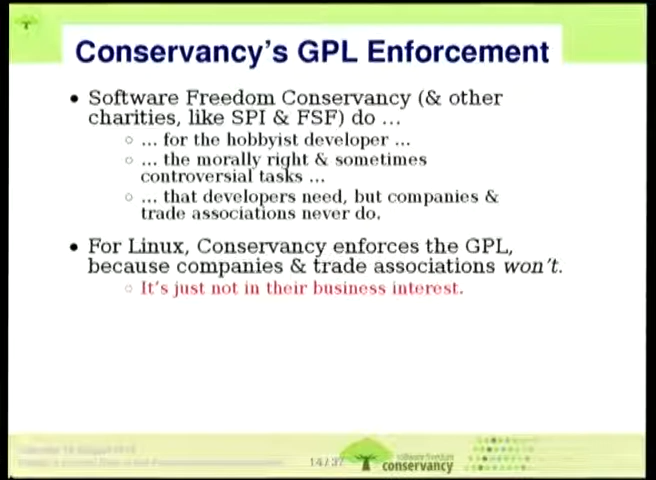 Conservancy's GPL Enforcement
• Software Freedom Conservancy (& other
charities, like SPI & FSF) do ...
○ ... for the hobbyist developer ...
○ ... the morally right & sometimes
controversial tasks ...
○ ... that developers need, but companies &
trade associations never do.
• For Linux, Conservancy enforces the GPL,
because companies & trade associations won't.
○ It's just not in their business interest.
14 / 37
software freedom
conservancy